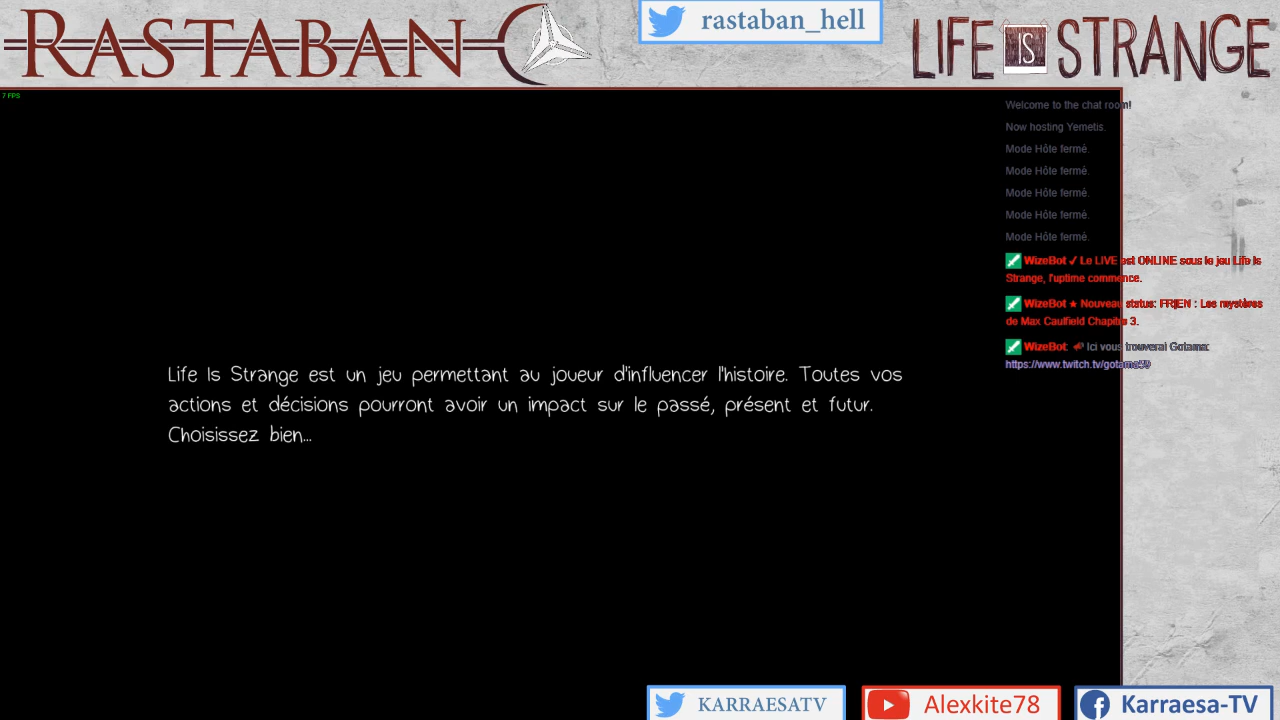 RASTABAN
rastaban_hell
LIFE IS STRANGE
7 FPS
Welcome to the chat room!
Now hosting Yemetis.
Mode Hôte fermé.
Mode Hôte fermé.
Mode Hôte fermé.
Mode Hôte fermé.
Mode Hôte fermé.
WizeBot ✓ Le LIVE est ONLINE sous le jeu Life Is
Strange, l'uptime commence.
WizeBot ★ Nouveau status: FR|EN : Les mystères
de Max Caulfield Chapitre 3.
WizeBot: Ici vous trouverai Gotama:
https://www.twitch.tv/gotama59
Life Is Strange est un jeu permettant au joueur d'influencer l'histoire. Toutes vos
actions et décisions pourront avoir un impact sur le passé, présent et futur.
Choisissez bien...
KARRAESATV
Alexkite78
Karraesa-TV